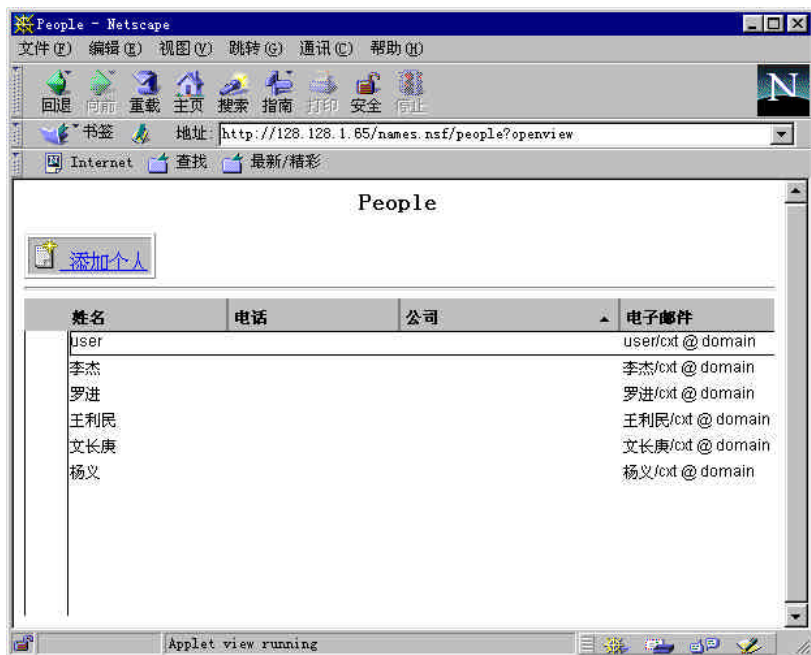 People - Netscape
文件(F) 编辑(E) 视图(V) 跳转(G) 通讯(C) 帮助(H)
回退 向前 重载 主页 搜索 指南 打印 安全 停止
N
书签 地址: http://128.128.1.65/names.nsf/people?openview
Internet 查找 最新/精彩
People
添加个人
姓名 电话 公司 电子邮件
user user/cxt @ domain
李杰 李杰/cxt @ domain
罗进 罗进/cxt @ domain
王利民 王利民/cxt @ domain
文长庚 文长庚/cxt @ domain
杨义 杨义/cxt @ domain
Applet view running